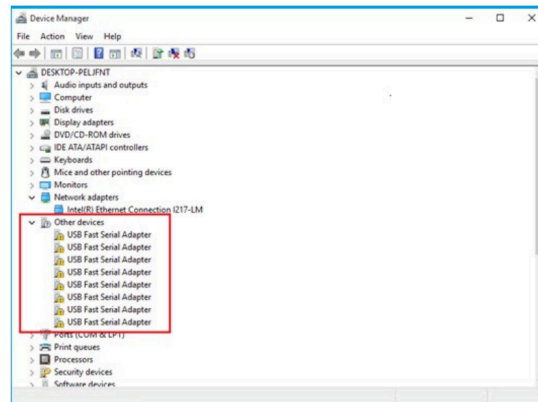 Device Manager
File Action View Help
DESKTOP-PELJFNT
Audio inputs and outputs
Computer
Disk drives
Display adapters
DVD/CD-ROM drives
IDE ATA/ATAPI controllers
Keyboards
Mice and other pointing devices
Monitors
Network adapters
Intel(R) Ethernet Connection I217-LM
Other devices
USB Fast Serial Adapter
USB Fast Serial Adapter
USB Fast Serial Adapter
USB Fast Serial Adapter
USB Fast Serial Adapter
USB Fast Serial Adapter
USB Fast Serial Adapter
USB Fast Serial Adapter
Ports (COM & LPT)
Print queues
Processors
Security devices
Software devices